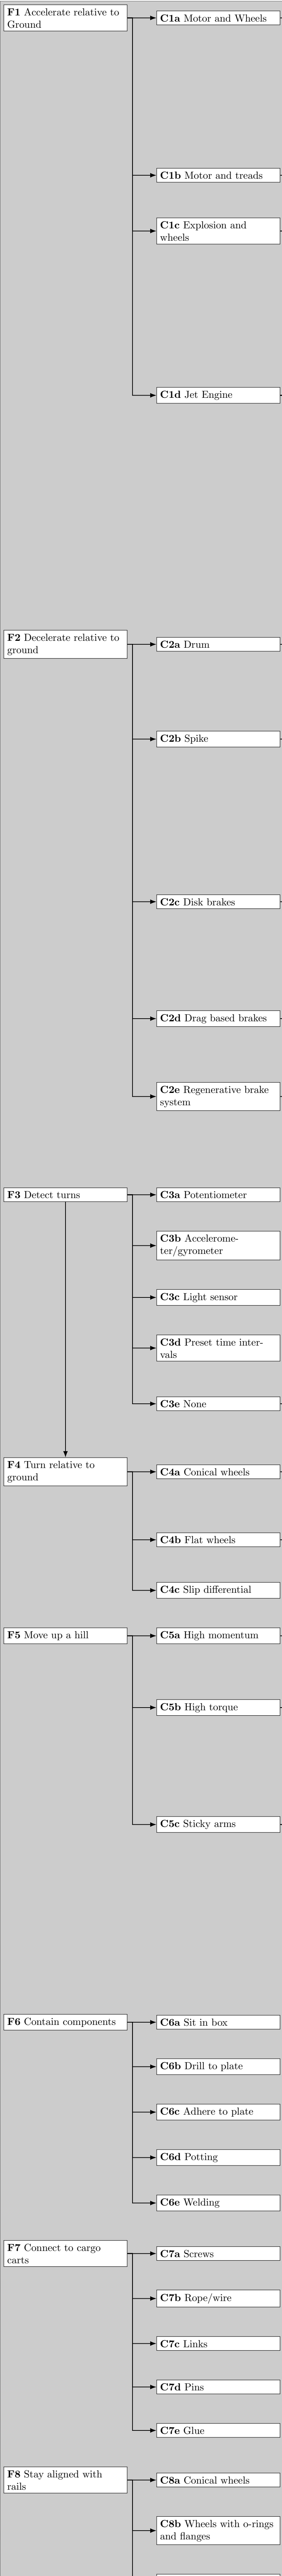 F1 Accelerate relative to
Ground
C1a Motor and Wheels
C1b Motor and treads
C1c Explosion and
wheels
C1d Jet Engine
F2 Decelerate relative to
ground
C2a Drum
C2b Spike
C2c Disk brakes
C2d Drag based brakes
C2e Regenerative brake
system
F3 Detect turns
C3a Potentiometer
C3b Accelerome-
ter/gyrometer
C3c Light sensor
C3d Preset time inter-
vals
C3e None
F4 Turn relative to
ground
C4a Conical wheels
C4b Flat wheels
C4c Slip differential
F5 Move up a hill
C5a High momentum
C5b High torque
C5c Sticky arms
F6 Contain components
C6a Sit in box
C6b Drill to plate
C6c Adhere to plate
C6d Potting
C6e Welding
F7 Connect to cargo
carts
C7a Screws
C7b Rope/wire
C7c Links
C7d Pins
C7e Glue
F8 Stay aligned with
rails
C8a Conical wheels
C8b Wheels with o-rings
and flanges